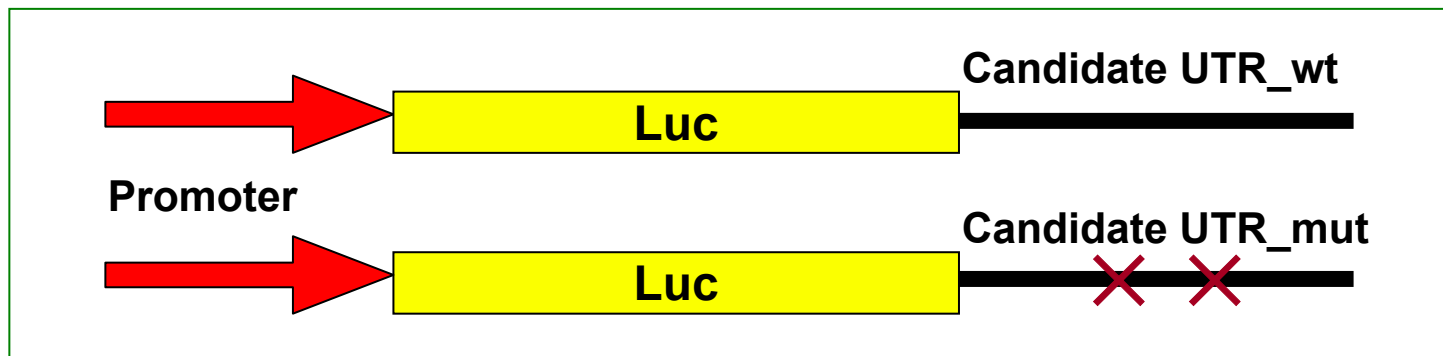 Candidate UTR_wt
Luc
Promoter
Candidate UTR_mut
Luc